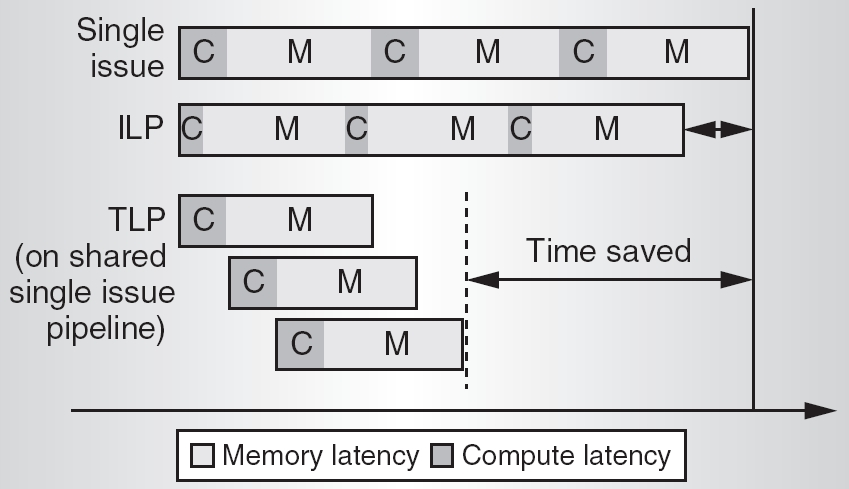 Single
issue
C M C M C M
ILP
C M C M C M
TLP
(on shared
single issue
pipeline)
C M
C M
C M
Time saved
Memory latency Compute latency